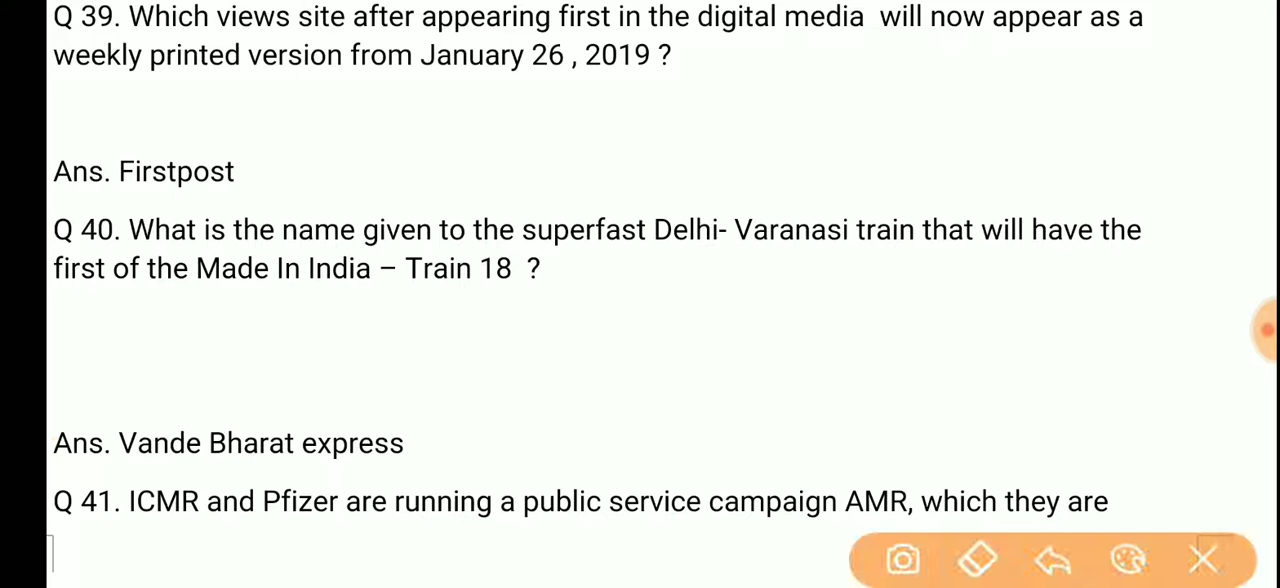 Q 39. Which views site after appearing first in the digital media will now appear as a
weekly printed version from January 26 , 2019 ?
Ans. Firstpost
Q 40. What is the name given to the superfast Delhi- Varanasi train that will have the
first of the Made In India – Train 18 ?
Ans. Vande Bharat express
Q 41. ICMR and Pfizer are running a public service campaign AMR, which they are